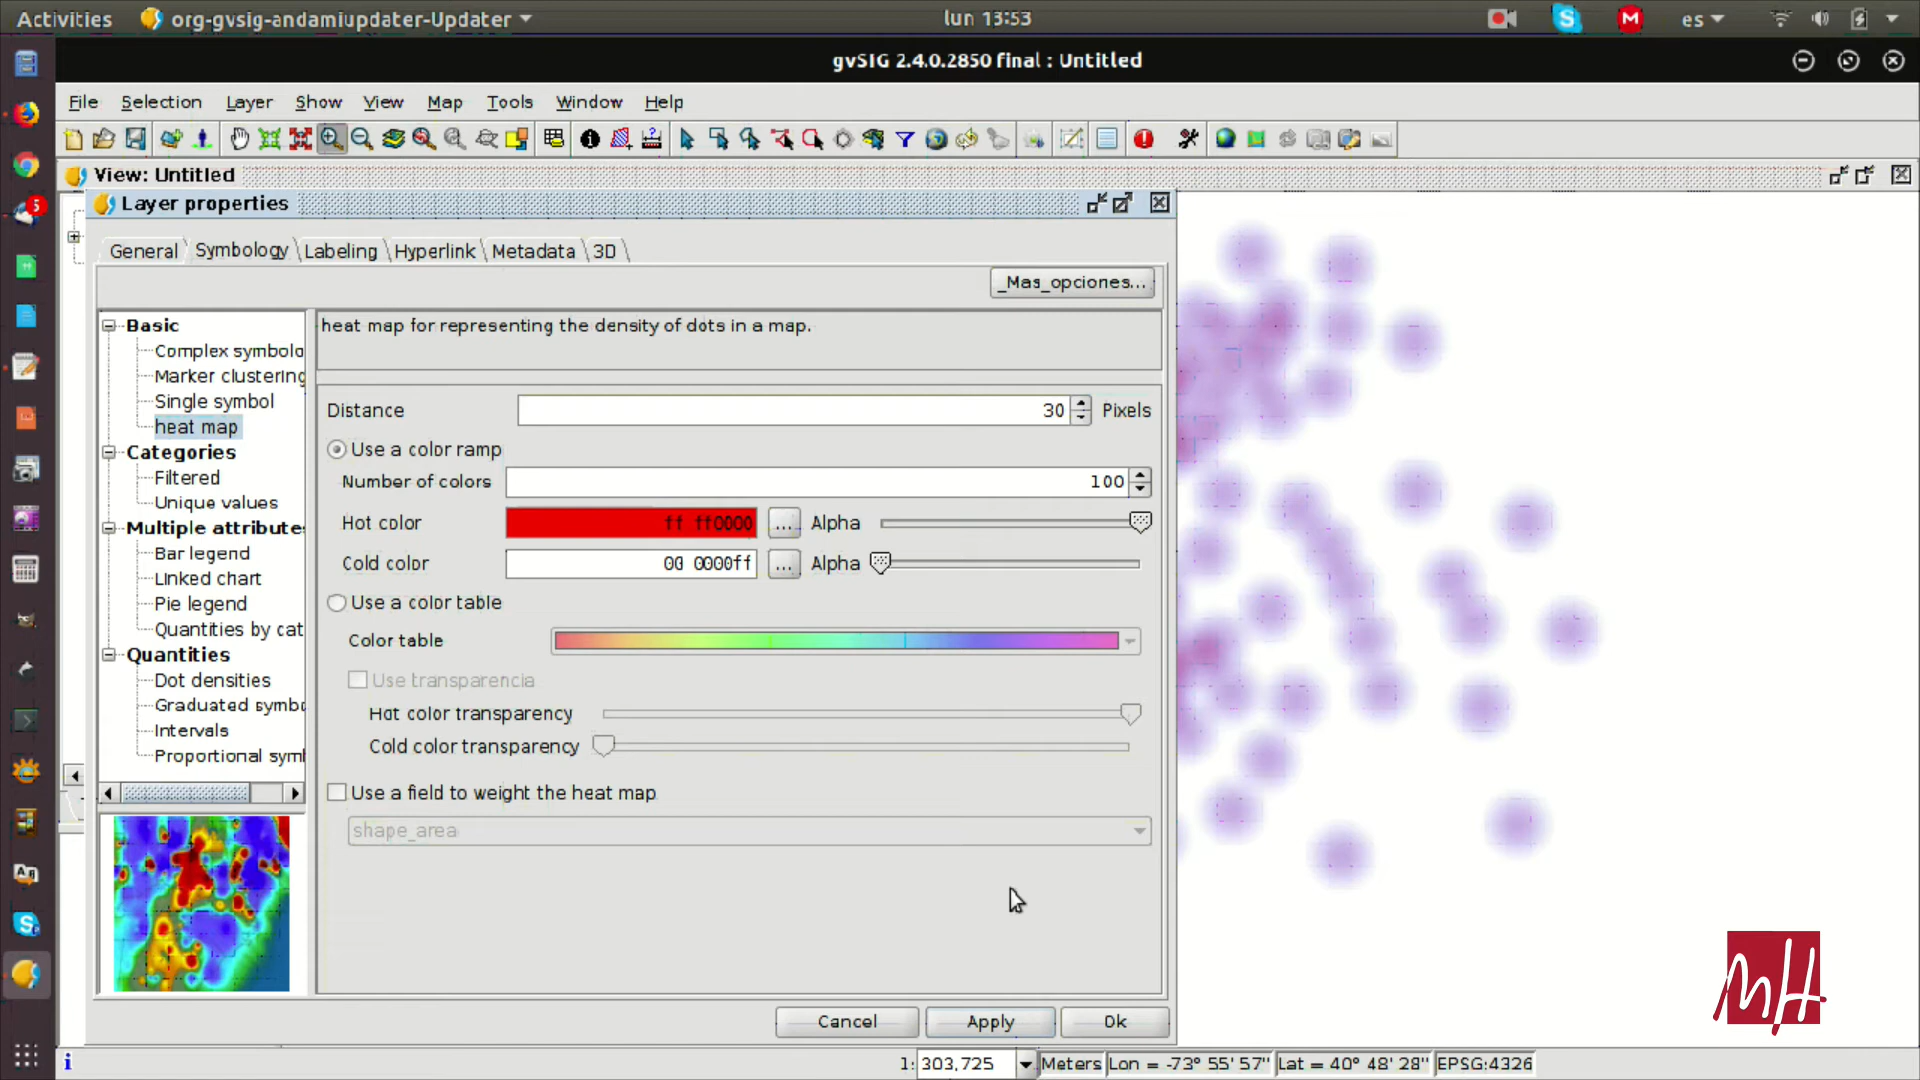 Activities org-gvsig-andamiupdater-Updater lun 13:53 M es
gvSIG 2.4.0.2850 final : Untitled
File Selection Layer Show View Map Tools Window Help
View: Untitled
Layer properties
General Symbology Labeling Hyperlink Metadata 3D
_Mas_opciones...
Basic
Complex symbolo
Marker clustering
Single symbol
heat map
Categories
Filtered
Unique values
Multiple attribute
Bar legend
Linked chart
Pie legend
Quantities by cat
Quantities
Dot densities
Graduated symb
Intervals
Proportional sym
heat map for representing the density of dots in a map.
Distance 30 Pixels
Use a color ramp
Number of colors 100
Hot color ff ff0000 ... Alpha
Cold color 00 0000ff ... Alpha
Use a color table
Color table
Use transparencia
Hot color transparency
Cold color transparency
Use a field to weight the heat map
shape_area
Cancel Apply Ok
1: 303,725 Meters Lon = -73° 55' 57" Lat = 40° 48' 28" EPSG:4326
5
MH